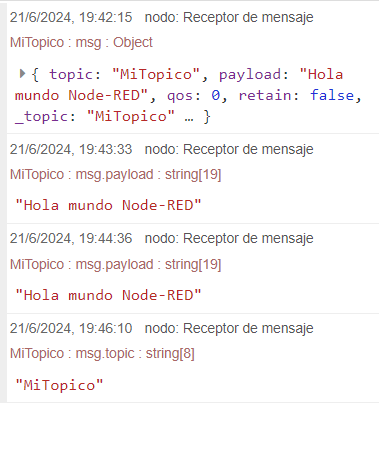 21/6/2024, 19:42:15 nodo: Receptor de mensaje
MiTopico : msg : Object
{ topic: "MiTopico", payload: "Hola
mundo Node-RED", qos: 0, retain: false,
_topic: "MiTopico" … }
21/6/2024, 19:43:33 nodo: Receptor de mensaje
MiTopico : msg.payload : string[19]
"Hola mundo Node-RED"
21/6/2024, 19:44:36 nodo: Receptor de mensaje
MiTopico : msg.payload : string[19]
"Hola mundo Node-RED"
21/6/2024, 19:46:10 nodo: Receptor de mensaje
MiTopico : msg.topic : string[8]
"MiTopico"